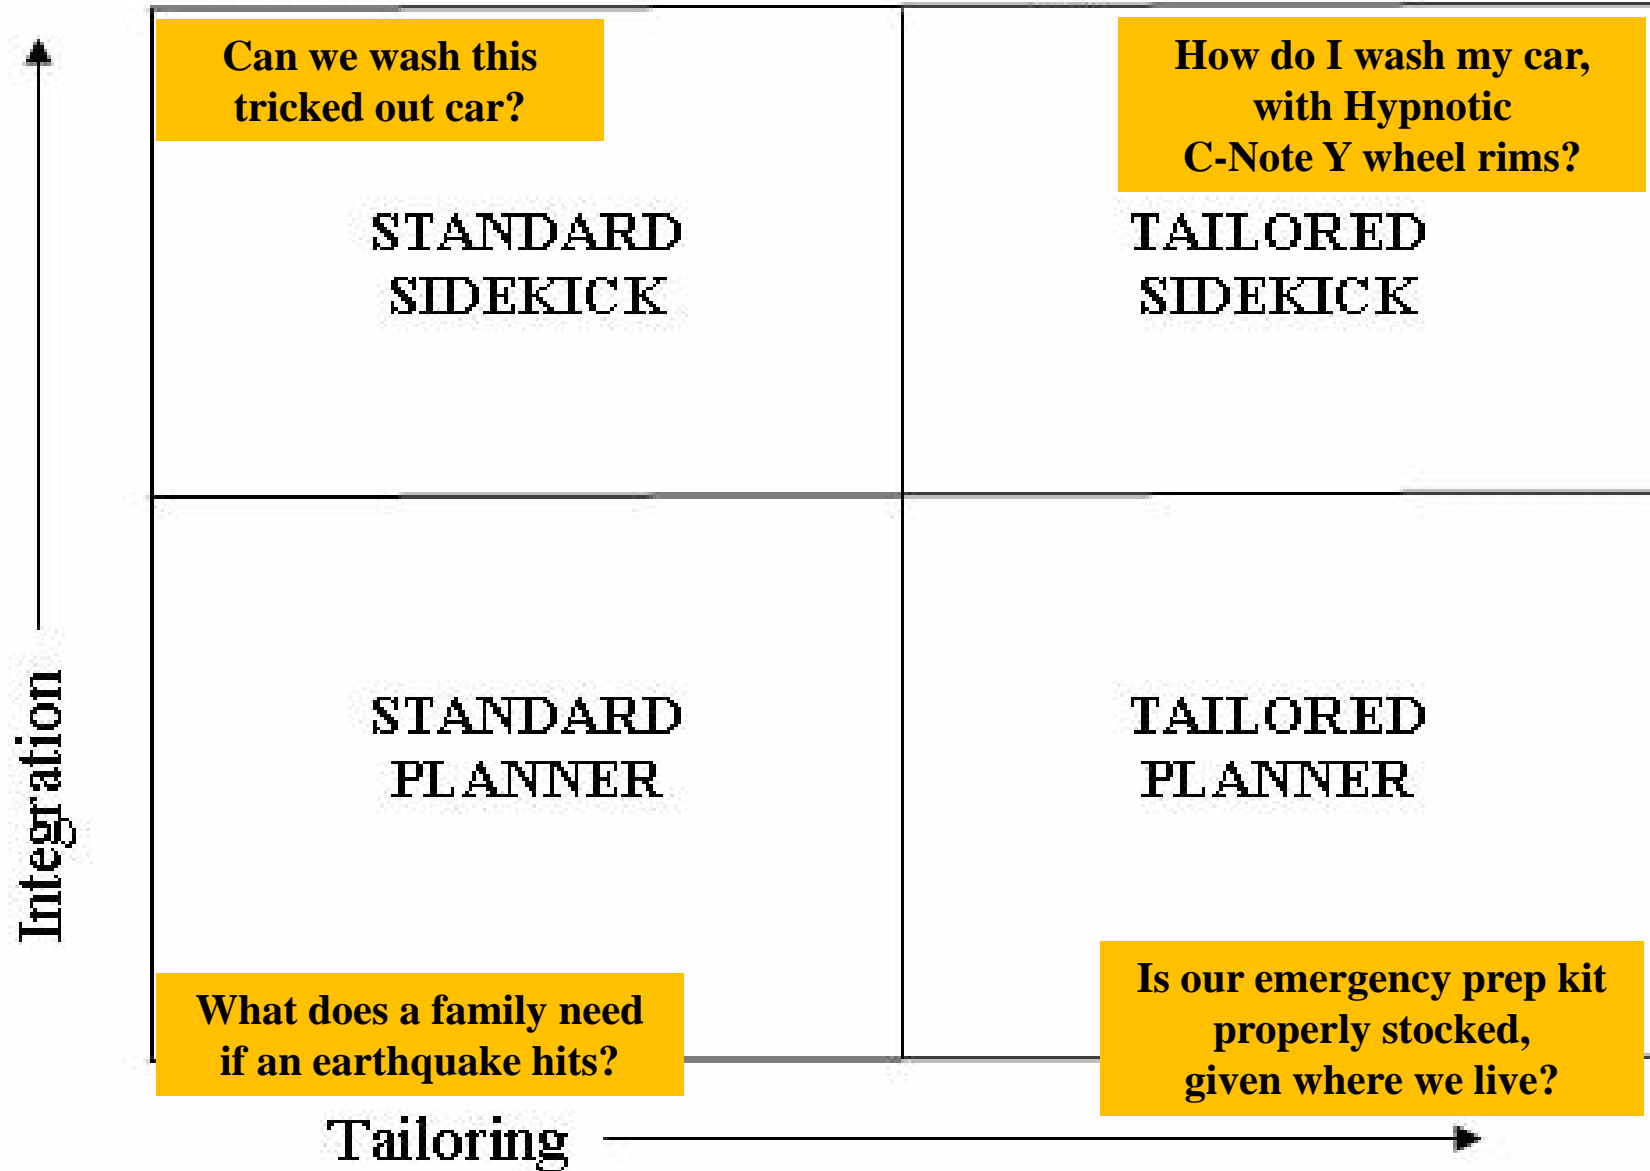 Can we wash this
tricked out car?
How do I wash my car,
with Hypnotic
C-Note Y wheel rims?
STANDARD
SIDEKICK
TAILORED
SIDEKICK
Integration
STANDARD
PLANNER
TAILORED
PLANNER
What does a family need
if an earthquake hits?
Is our emergency prep kit
properly stocked,
given where we live?
Tailoring